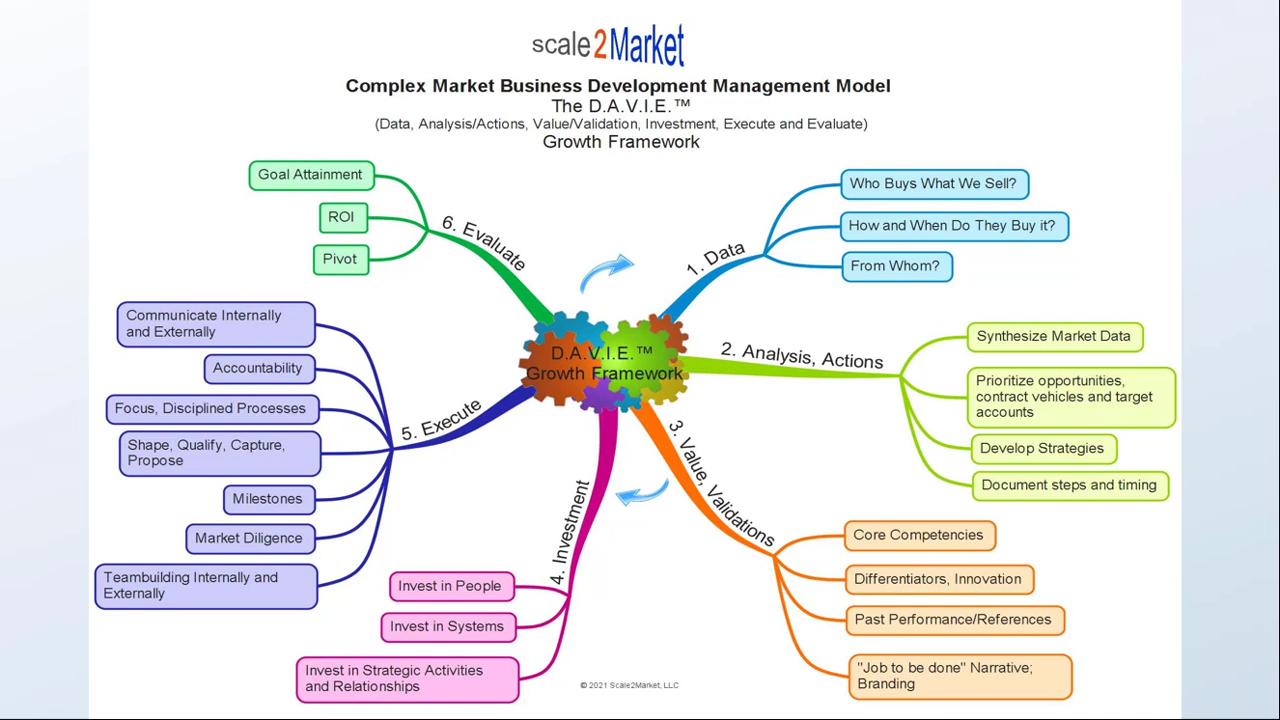 scale2Market
Complex Market Business Development Management Model
The D.A.V.I.E.™
(Data, Analysis/Actions, Value/Validation, Investment, Execute and Evaluate)
Growth Framework
D.A.V.I.E.™
Growth Framework
1. Data
Who Buys What We Sell?
How and When Do They Buy it?
From Whom?
2. Analysis, Actions
Synthesize Market Data
Prioritize opportunities,
contract vehicles and target
accounts
Develop Strategies
Document steps and timing
3. Value, Validations
Core Competencies
Differentiators, Innovation
Past Performance/References
"Job to be done" Narrative;
Branding
4. Investment
Invest in People
Invest in Systems
Invest in Strategic Activities
and Relationships
5. Execute
Communicate Internally
and Externally
Accountability
Focus, Disciplined Processes
Shape, Qualify, Capture,
Propose
Milestones
Market Diligence
Teambuilding Internally and
Externally
6. Evaluate
Goal Attainment
ROI
Pivot
© 2021 Scale2Market, LLC